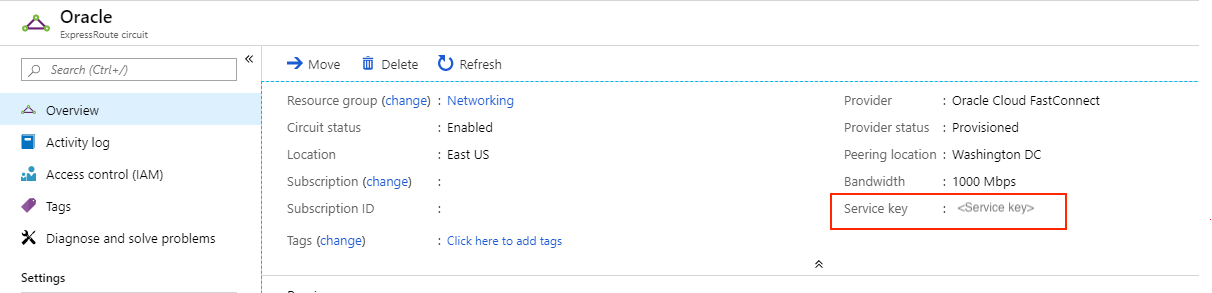 Oracle
ExpressRoute circuit
«
Search (Ctrl+/)
Overview
Activity log
Access control (IAM)
Tags
Diagnose and solve problems
Settings
Move Delete Refresh
Resource group (change) : Networking
Circuit status : Enabled
Location : East US
Subscription (change) :
Subscription ID :
Tags (change) : Click here to add tags
Provider : Oracle Cloud FastConnect
Provider status : Provisioned
Peering location : Washington DC
Bandwidth : 1000 Mbps
Service key : <Service key>